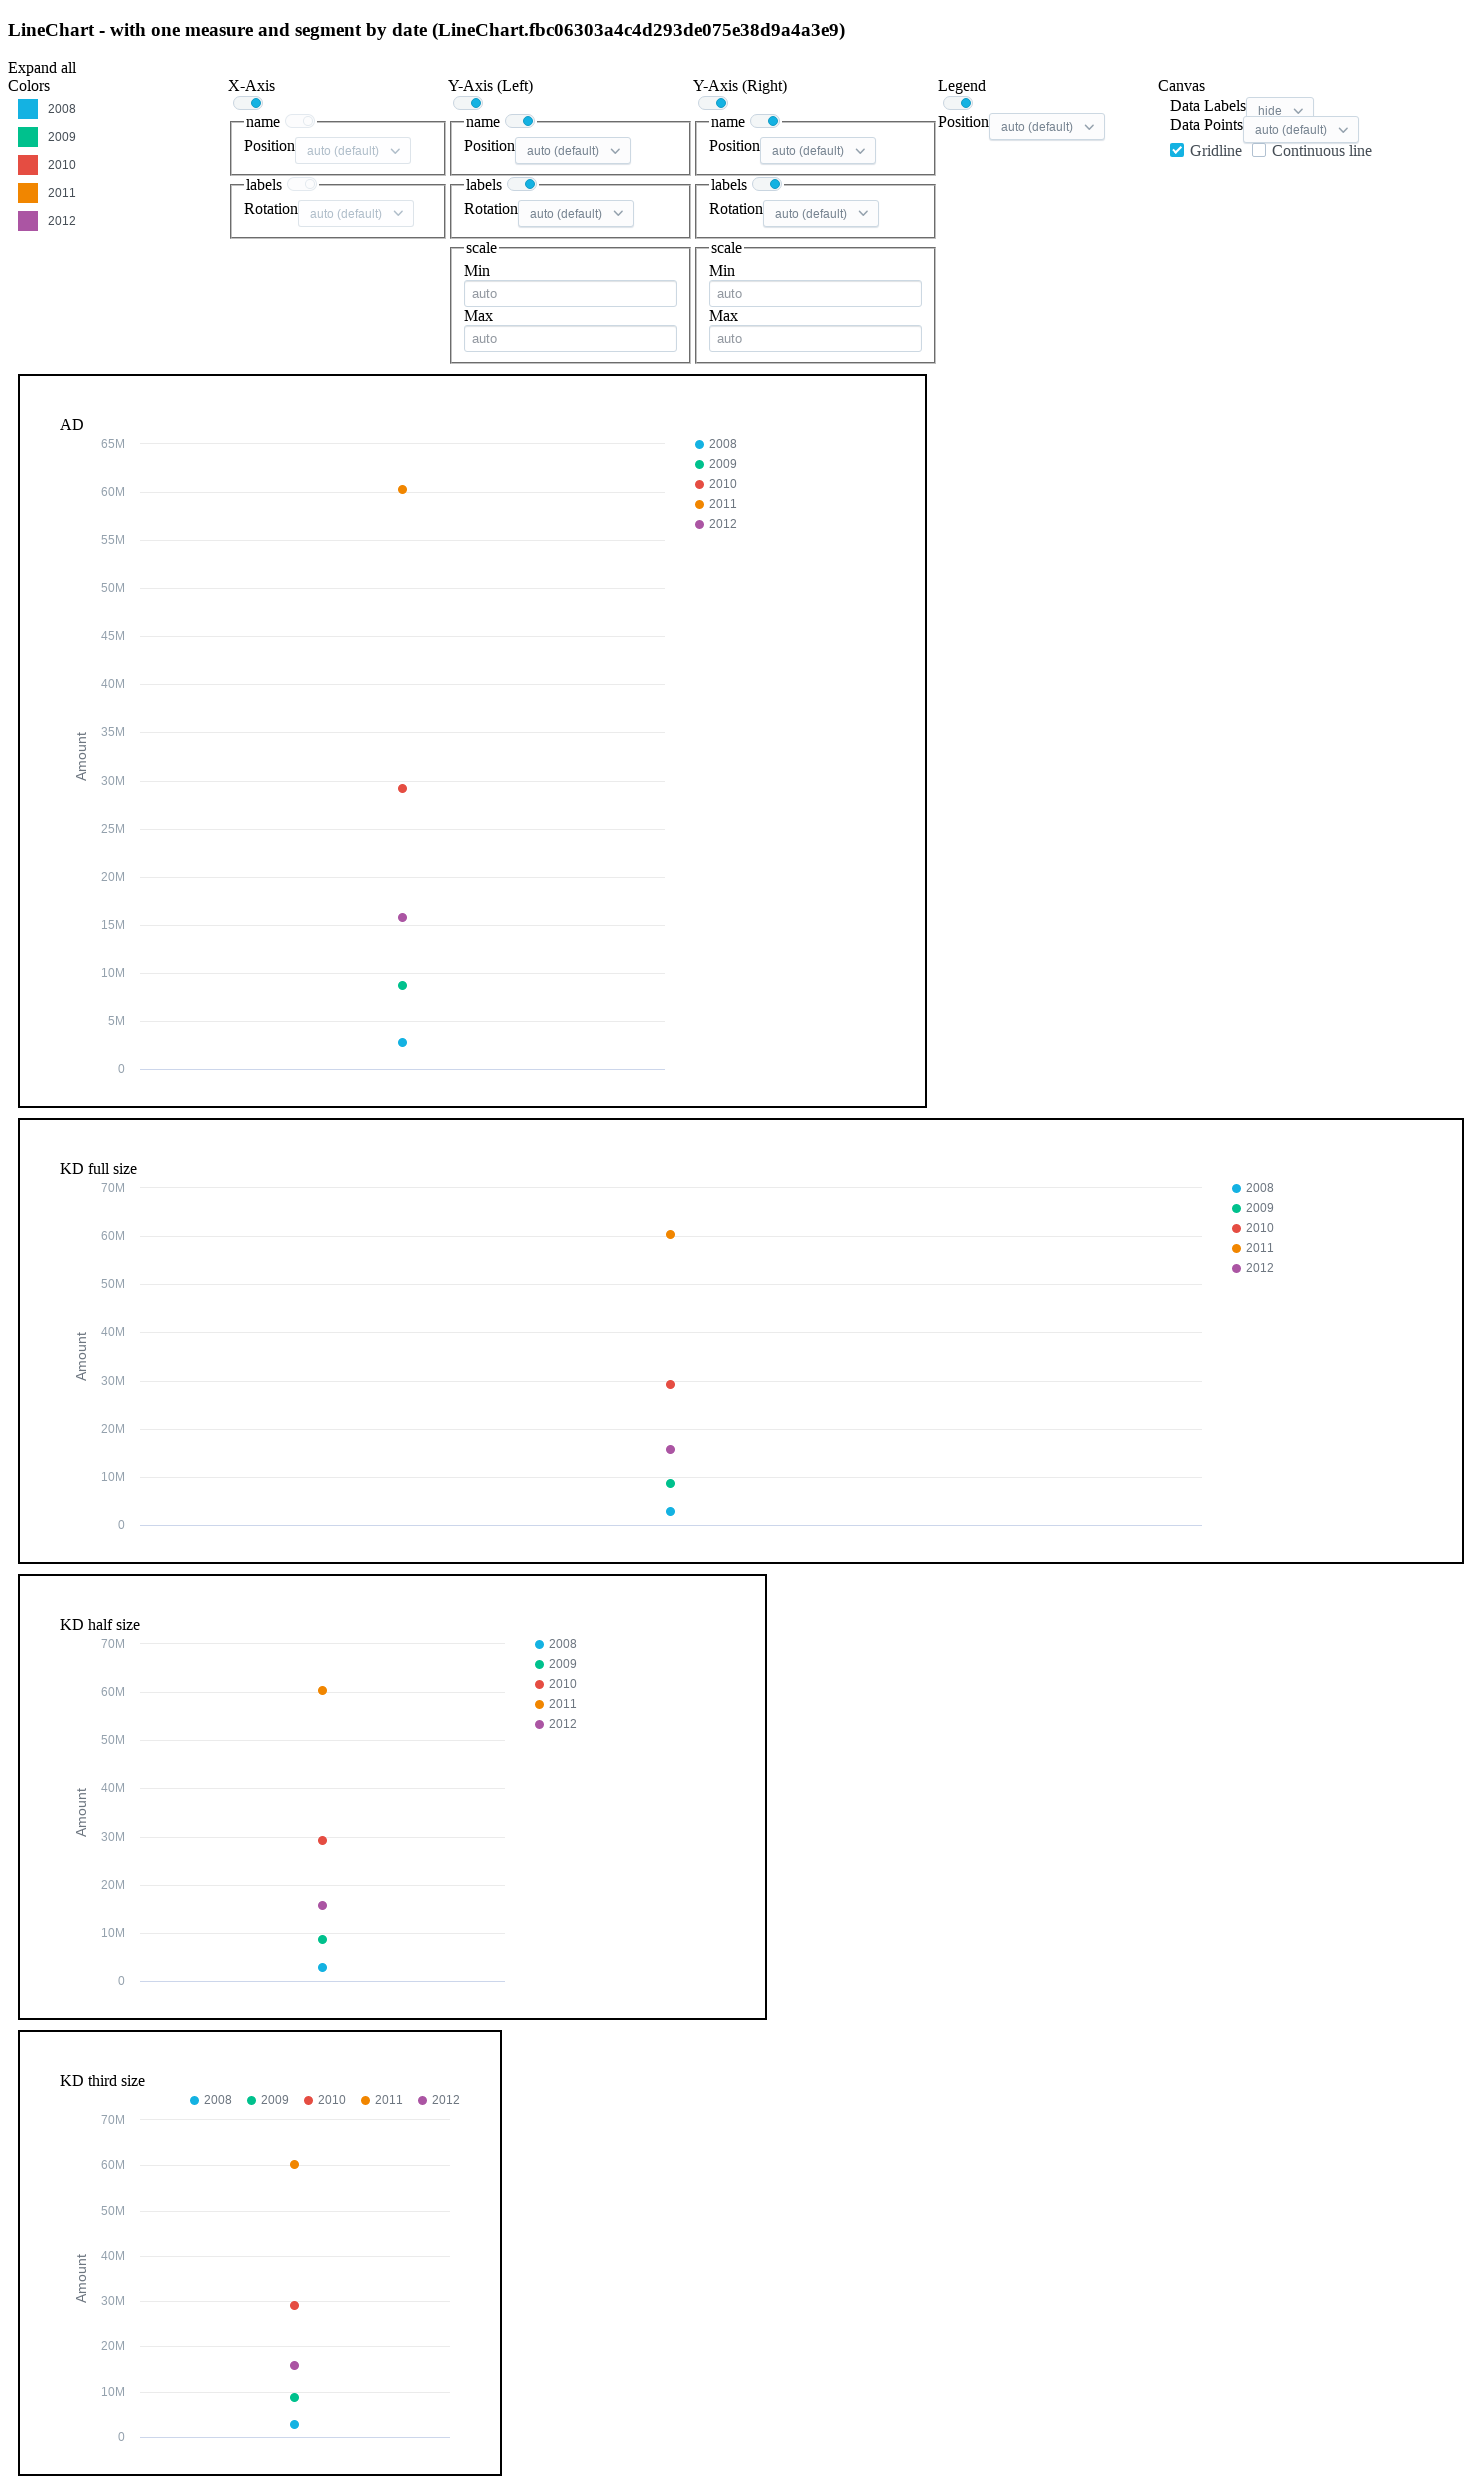 LineChart - with one measure and segment by date (LineChart.fbc06303a4c4d293de075e38d9a4a3e9)
Expand all
Colors
2008
2009
2010
2011
2012
X-Axis
name
Position auto (default)
labels
Rotation auto (default)
Y-Axis (Left)
name
Position auto (default)
labels
Rotation auto (default)
scale
Min
auto
Max
auto
Y-Axis (Right)
name
Position auto (default)
labels
Rotation auto (default)
scale
Min
auto
Max
auto
Legend
Position auto (default)
Canvas
Data Labels hide
Data Points auto (default)
Gridline Continuous line
AD
65M
60M
55M
50M
45M
40M
35M
30M
25M
20M
15M
10M
5M
0
Amount
2008
2009
2010
2011
2012
KD full size
70M
60M
50M
40M
30M
20M
10M
0
Amount
2008
2009
2010
2011
2012
KD half size
70M
60M
50M
40M
30M
20M
10M
0
Amount
2008
2009
2010
2011
2012
KD third size
2008 2009 2010 2011 2012
70M
60M
50M
40M
30M
20M
10M
0
Amount